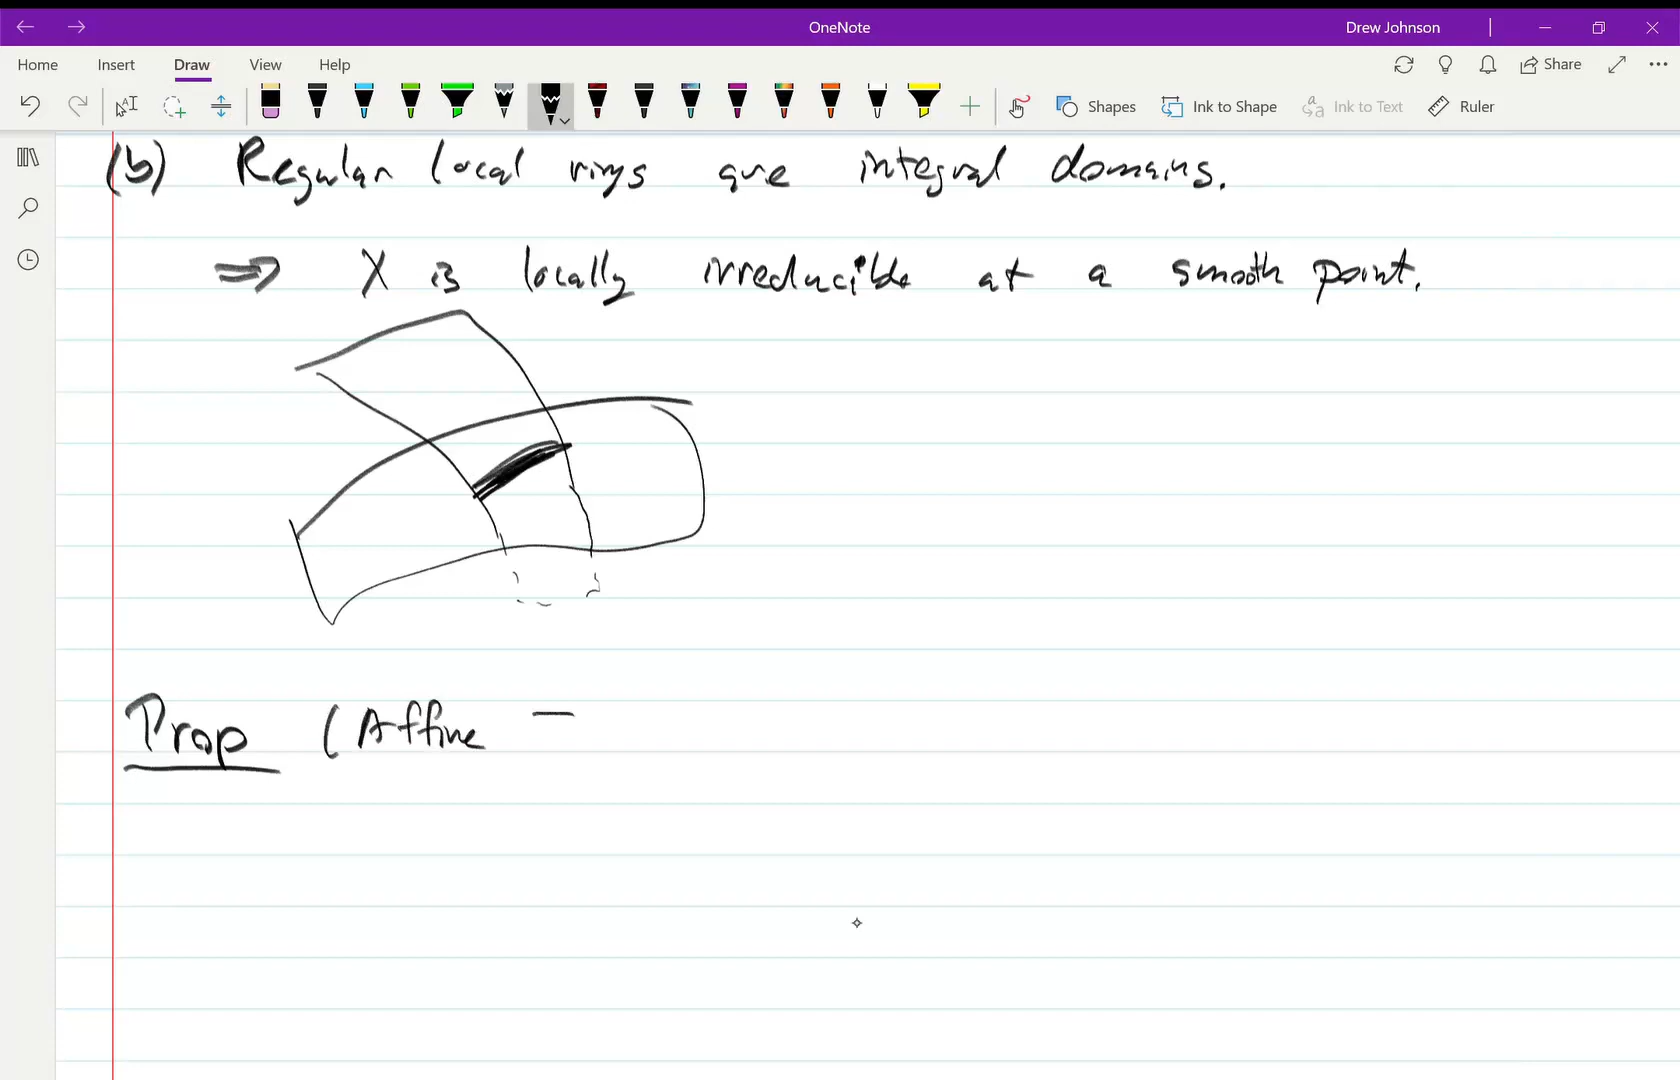 OneNote
Drew Johnson
Home Insert Draw View Help
Share
Shapes Ink to Shape Ink to Text Ruler
(b) Regular local rings are integral domains.
⇒ X is locally irreducible at a smooth point.
Prop (Affine